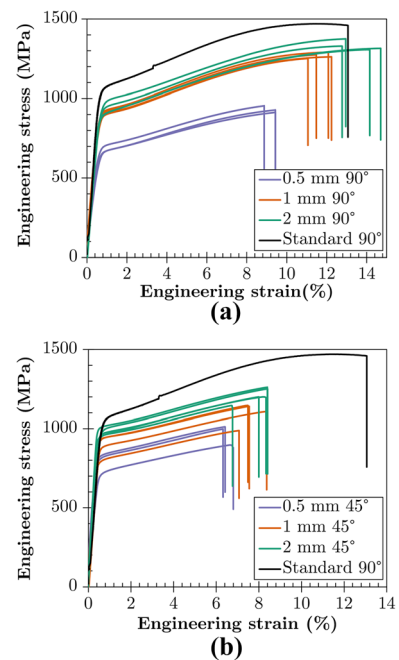 1500
1000
500
0
0 2 4 6 8 10 12 14
Engineering stress (MPa)
Engineering strain(%)
0.5 mm 90°
1 mm 90°
2 mm 90°
Standard 90°
(a)
1500
1000
500
0
0 2 4 6 8 10 12 14
Engineering stress (MPa)
Engineering strain (%)
0.5 mm 45°
1 mm 45°
2 mm 45°
Standard 90°
(b)